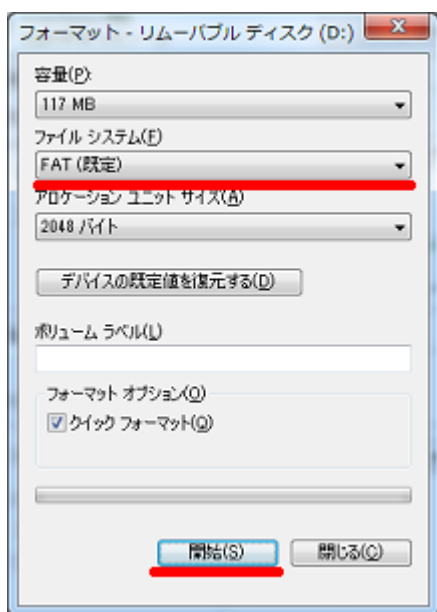 フォーマット - リムーバブル ディスク (D:)
容量(P):
117 MB
ファイル システム(F)
FAT (既定)
アロケーション ユニット サイズ(A)
2048 バイト
デバイスの既定値を復元する(D)
ボリューム ラベル(L)
フォーマット オプション(O)
クイック フォーマット(Q)
開始(S)
閉じる(C)